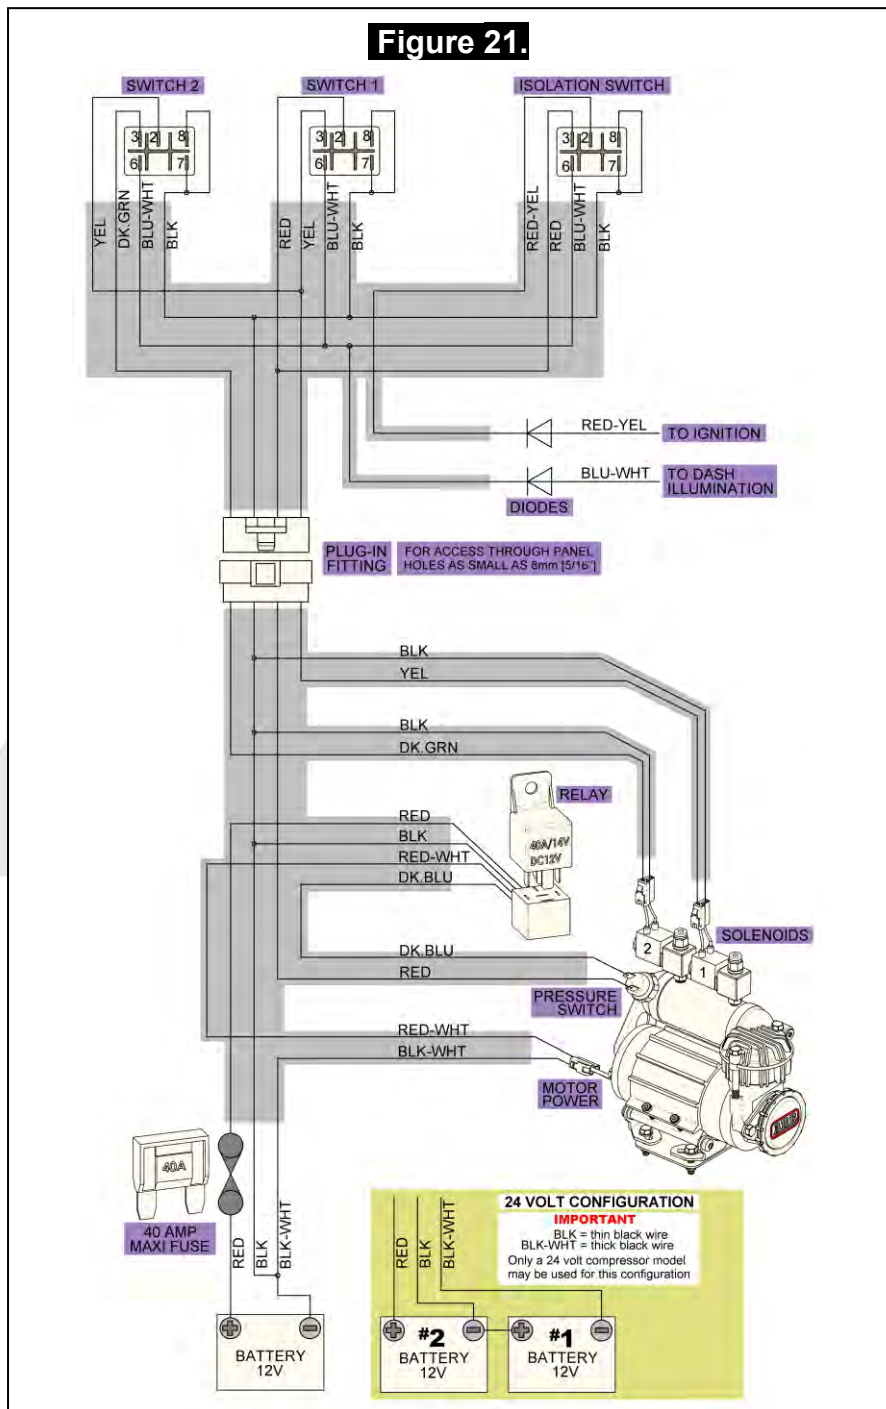 Figure 21.
SWITCH 2
SWITCH 1
ISOLATION SWITCH
3 2 8
6 7
3 2 8
6 7
3 2 8
6 7
YEL
DK.GRN
BLU-WHT
BLK
RED
YEL
BLU-WHT
BLK
RED-YEL
RED
BLU-WHT
BLK
RED-YEL
TO IGNITION
BLU-WHT
TO DASH
ILLUMINATION
DIODES
PLUG-IN
FITTING
FOR ACCESS THROUGH PANEL
HOLES AS SMALL AS 8mm [5/16"]
BLK
YEL
BLK
DK.GRN
RELAY
40A/14V
DC12V
RED
BLK
RED-WHT
DK.BLU
SOLENOIDS
2
1
DK.BLU
RED
PRESSURE
SWITCH
RED-WHT
BLK-WHT
MOTOR
POWER
ARB
40A
40 AMP
MAXI FUSE
RED
BLK
BLK-WHT
BATTERY
12V
24 VOLT CONFIGURATION
IMPORTANT
BLK = thin black wire
BLK-WHT = thick black wire
Only a 24 volt compressor model
may be used for this configuration
RED
BLK
BLK-WHT
#2
BATTERY
12V
#1
BATTERY
12V